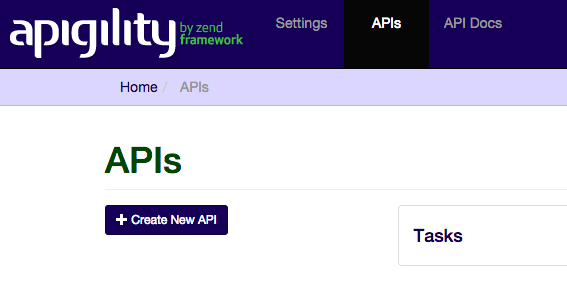 apigility by zend framework
Settings
APIs
API Docs
Home / APIs
APIs
Create New API
Tasks